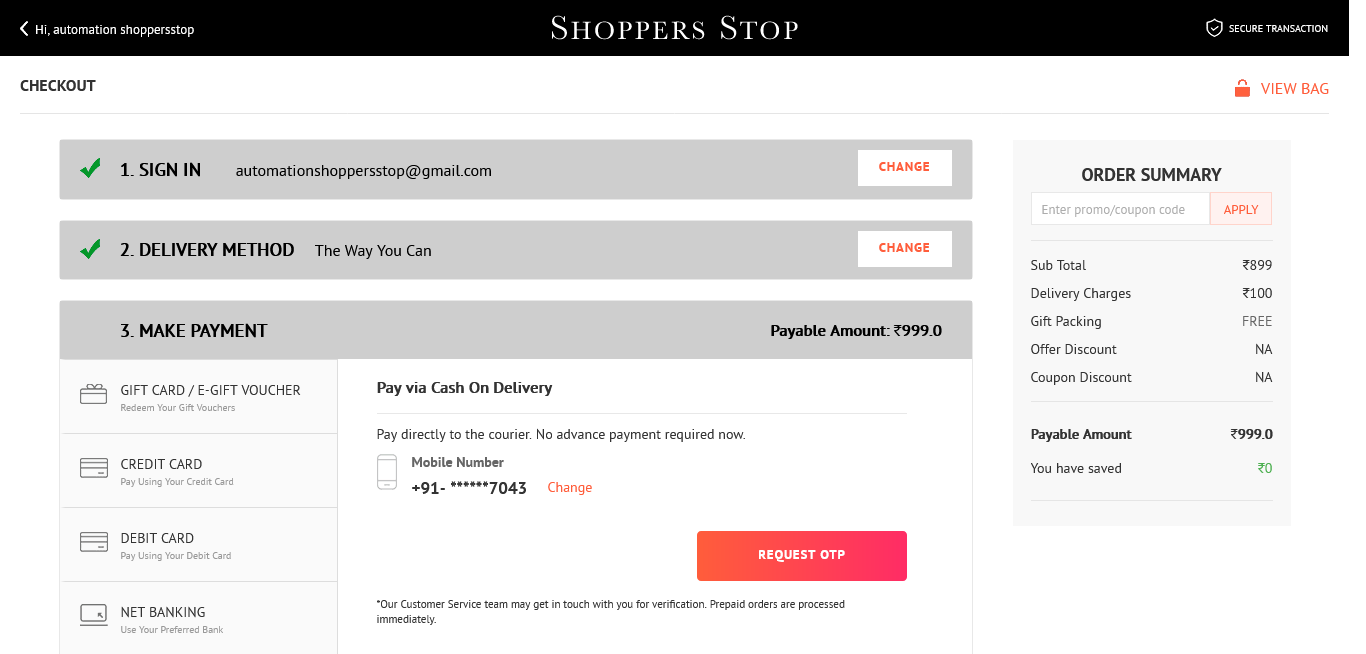 Hi, automation shoppersstop
SHOPPERS STOP
SECURE TRANSACTION
CHECKOUT
VIEW BAG
1. SIGN IN automationshoppersstop@gmail.com CHANGE
2. DELIVERY METHOD The Way You Can CHANGE
3. MAKE PAYMENT Payable Amount: ₹999.0
GIFT CARD / E-GIFT VOUCHER
Redeem Your Gift Vouchers
CREDIT CARD
Pay Using Your Credit Card
DEBIT CARD
Pay Using Your Debit Card
NET BANKING
Use Your Preferred Bank
Pay via Cash On Delivery
Pay directly to the courier. No advance payment required now.
Mobile Number
+91- ******7043 Change
REQUEST OTP
*Our Customer Service team may get in touch with you for verification. Prepaid orders are processed
immediately.
ORDER SUMMARY
Enter promo/coupon code APPLY
Sub Total ₹899
Delivery Charges ₹100
Gift Packing FREE
Offer Discount NA
Coupon Discount NA
Payable Amount ₹999.0
You have saved ₹0